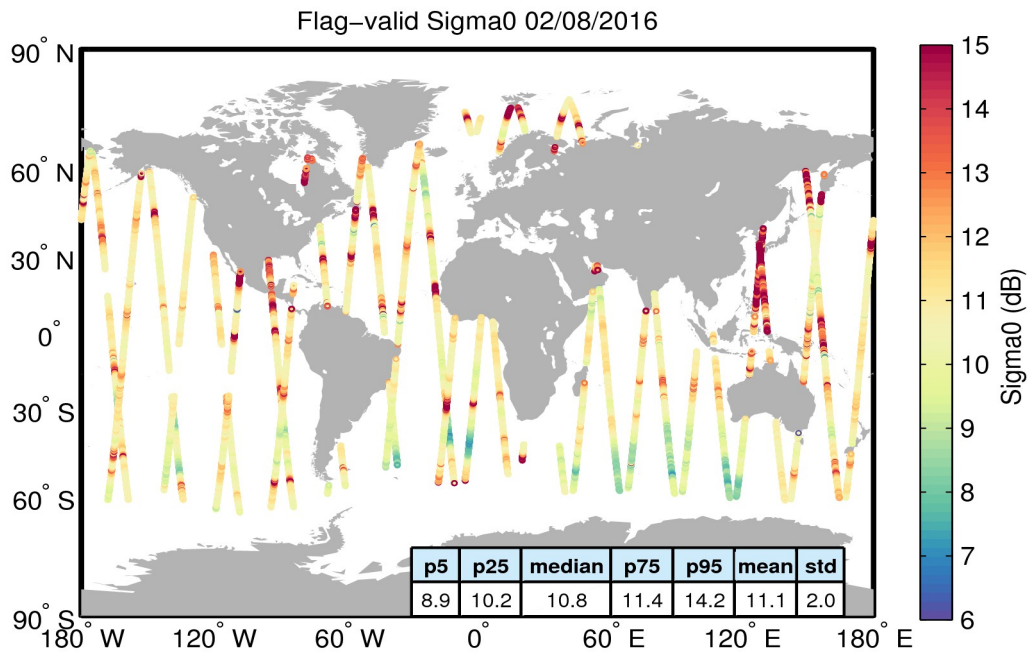 Flag−valid Sigma0 02/08/2016
90° N
60° N
30° N
0°
30° S
60° S
90° S
180° W
120° W
60° W
0°
60° E
120° E
180° E
p5 p25 median p75 p95 mean std
8.9 10.2 10.8 11.4 14.2 11.1 2.0
15
14
13
12
11
10
9
8
7
6
Sigma0 (dB)